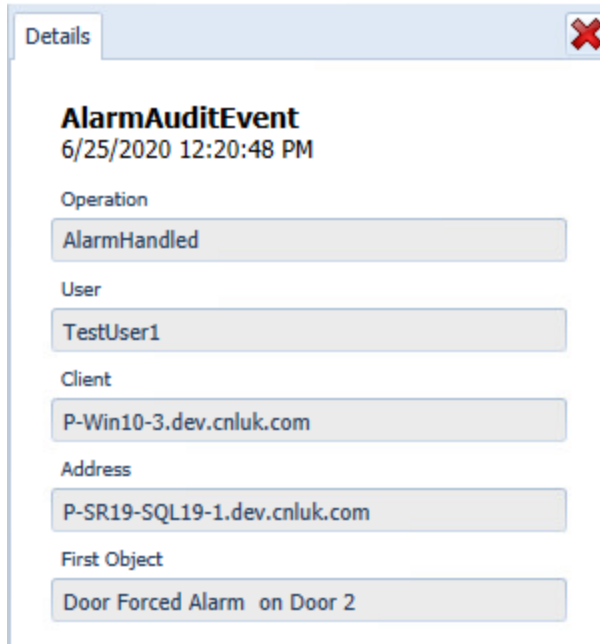 Details
AlarmAuditEvent
6/25/2020 12:20:48 PM
Operation
AlarmHandled
User
TestUser1
Client
P-Win10-3.dev.cnluk.com
Address
P-SR19-SQL19-1.dev.cnluk.com
First Object
Door Forced Alarm  on Door 2